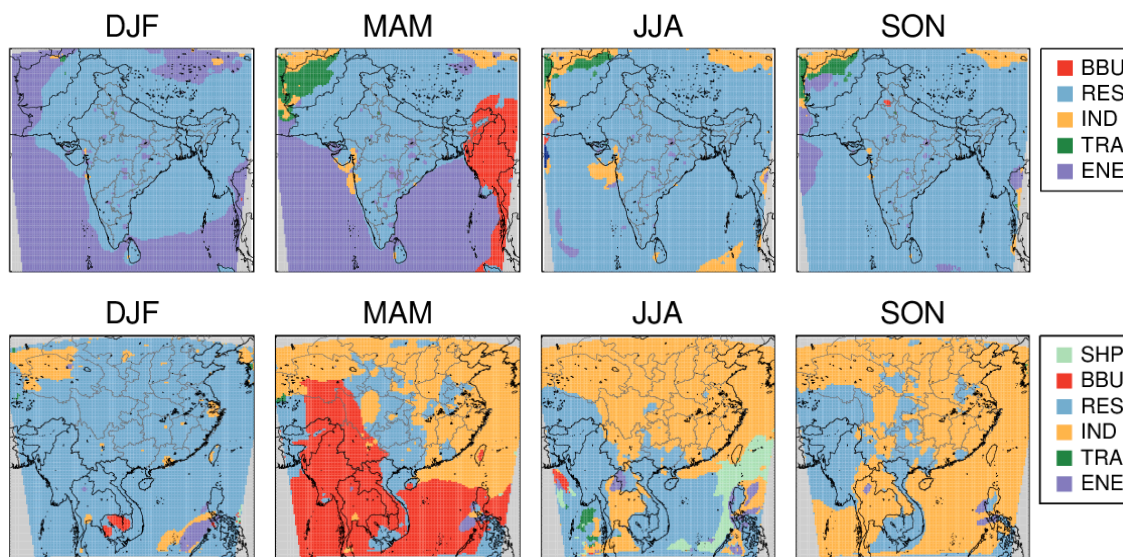 DJF MAM JJA SON
BBU
RES
IND
TRA
ENE
DJF MAM JJA SON
SHP
BBU
RES
IND
TRA
ENE